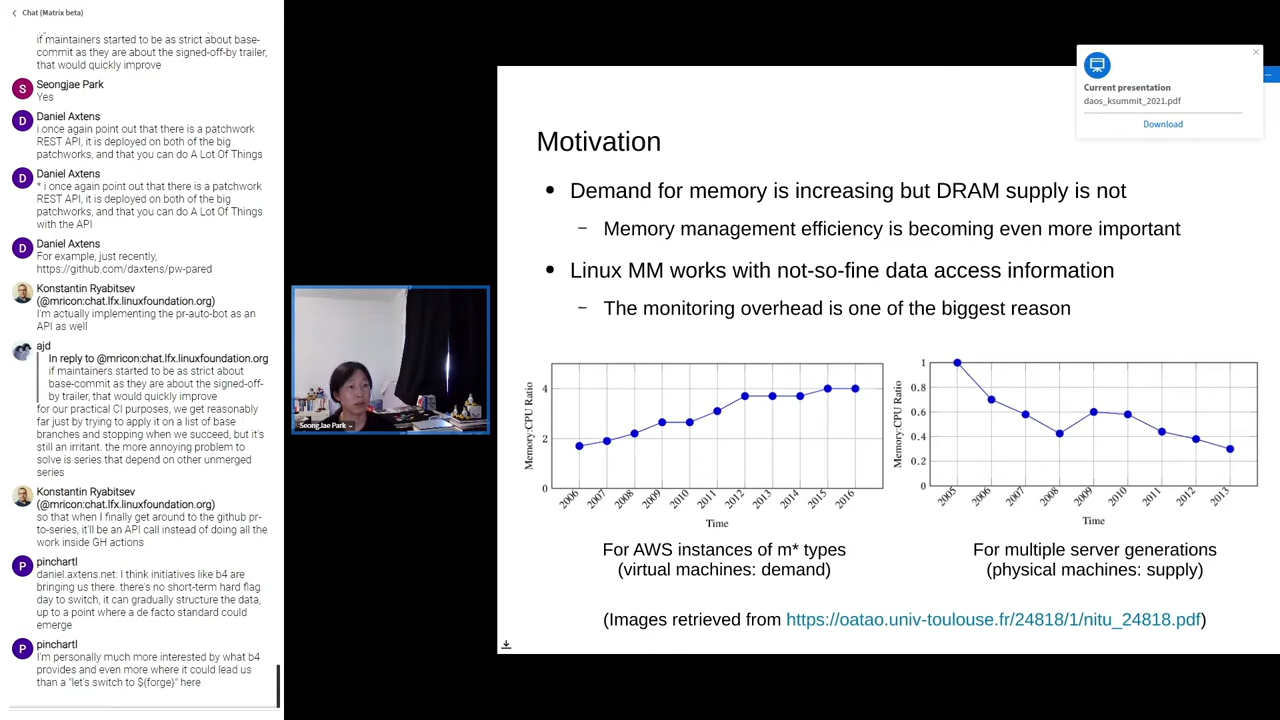 Chat (Matrix beta)
if maintainers started to be as strict about base-
commit as they are about the signed-off-by trailer,
that would quickly improve
S
Seongjae Park
Yes
D
Daniel Axtens
i once again point out that there is a patchwork
REST API, it is deployed on both of the big
patchworks, and that you can do A Lot Of Things
D
Daniel Axtens
* i once again point out that there is a patchwork
REST API, it is deployed on both of the big
patchworks, and that you can do A Lot Of Things
with the API
D
Daniel Axtens
For example, just recently,
https://github.com/daxtens/pw-pared
Konstantin Ryabitsev
(@mricon:chat.lfx.linuxfoundation.org)
I'm actually implementing the pr-auto-bot as an
API as well
ajd
In reply to @mricon:chat.lfx.linuxfoundation.org
if maintainers started to be as strict about
base-commit as they are about the signed-off-
by trailer, that would quickly improve
for our practical CI purposes, we get reasonably
far just by trying to apply it on a list of base
branches and stopping when we succeed, but it's
still an irritant. the more annoying problem to
solve is series that depend on other unmerged
series
Konstantin Ryabitsev
(@mricon:chat.lfx.linuxfoundation.org)
so that when I finally get around to the github pr-
to-series, it'll be an API call instead of doing all the
work inside GH actions
P
pinchartl
daniel.axtens.net: I think initiatives like b4 are
bringing us there. there's no short-term hard flag
day to switch, it can gradually structure the data,
up to a point where a de facto standard could
emerge
P
pinchartl
I'm personally much more interested by what b4
provides and even more where it could lead us
than a "let's switch to ${forge}" here
SeongJae Park
Current presentation
daos_ksummit_2021.pdf
Download
Motivation
• Demand for memory is increasing but DRAM supply is not
– Memory management efficiency is becoming even more important
• Linux MM works with not-so-fine data access information
– The monitoring overhead is one of the biggest reason
Memory:CPU Ratio
4
2
0
2006 2007 2008 2009 2010 2011 2012 2013 2014 2015 2016
Time
For AWS instances of m* types
(virtual machines: demand)
Memory:CPU Ratio
1
0.8
0.6
0.4
0.2
0
2005 2006 2007 2008 2009 2010 2011 2012 2013
Time
For multiple server generations
(physical machines: supply)
(Images retrieved from https://oatao.univ-toulouse.fr/24818/1/nitu_24818.pdf)